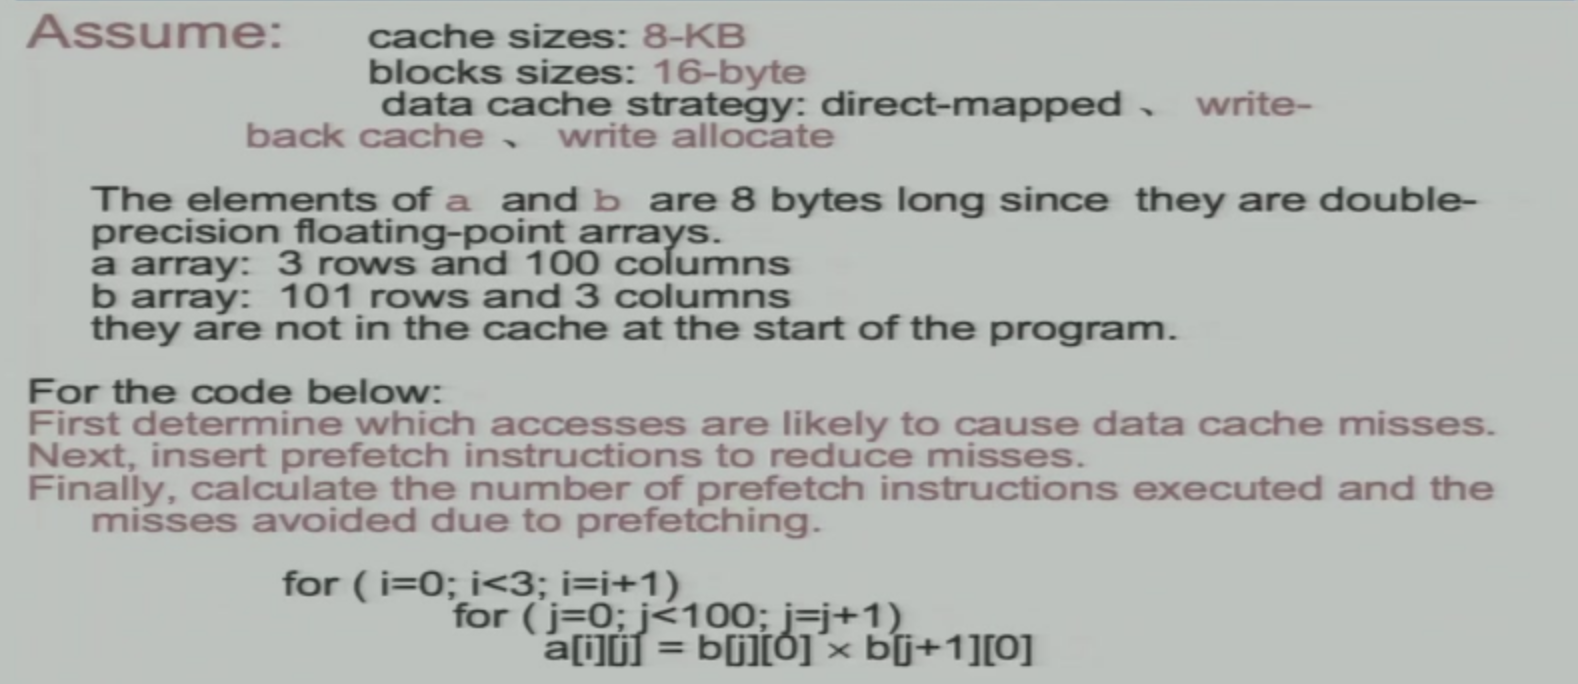 Assume: cache sizes: 8-KB
blocks sizes: 16-byte
data cache strategy: direct-mapped 、 write-
back cache 、 write allocate
The elements of a and b are 8 bytes long since they are double-
precision floating-point arrays.
a array: 3 rows and 100 columns
b array: 101 rows and 3 columns
they are not in the cache at the start of the program.
For the code below:
First determine which accesses are likely to cause data cache misses.
Next, insert prefetch instructions to reduce misses.
Finally, calculate the number of prefetch instructions executed and the
misses avoided due to prefetching.
for ( i=0; i<3; i=i+1)
for ( j=0; j<100; j=j+1)
a[i][j] = b[j][0] × b[j+1][0]